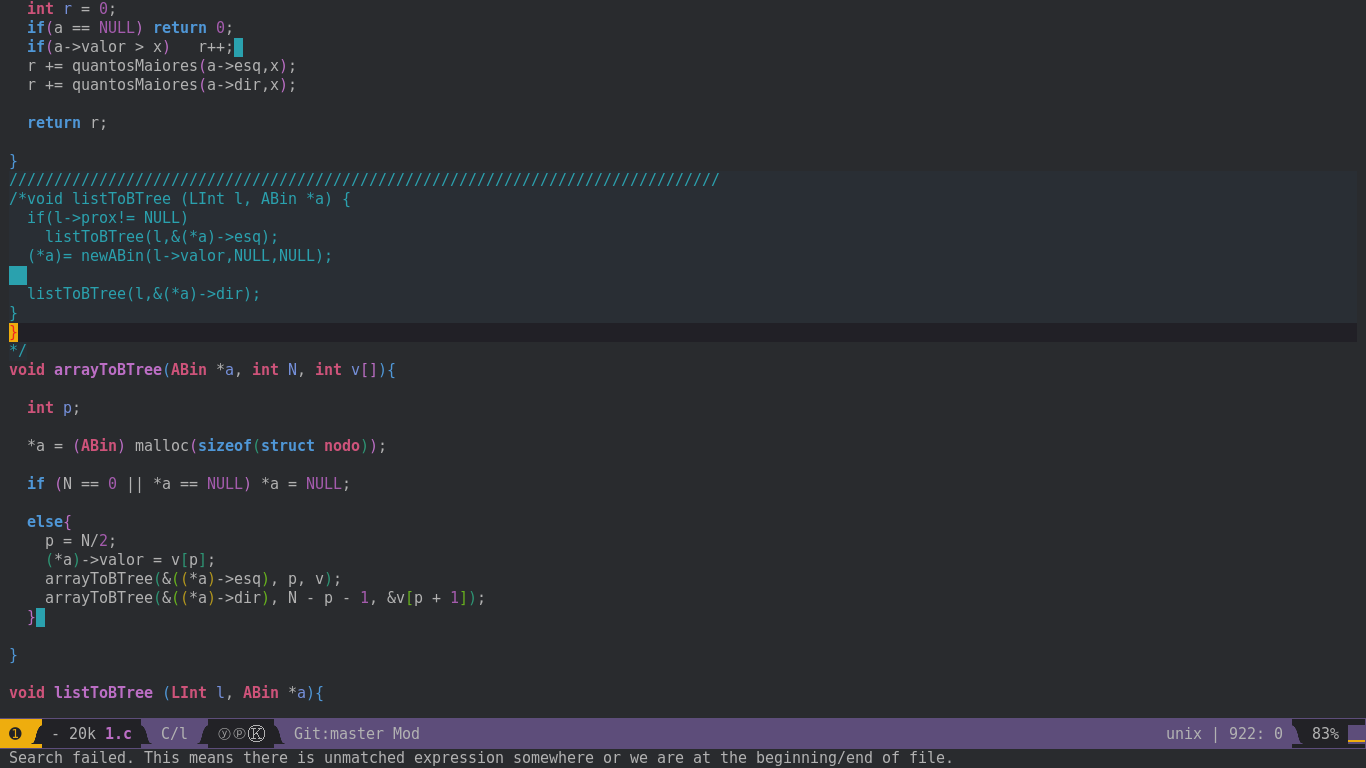 int r = 0;
  if(a == NULL) return 0;
  if(a->valor > x)   r++;
  r += quantosMaiores(a->esq,x);
  r += quantosMaiores(a->dir,x);

  return r;

}
///////////////////////////////////////////////////////////////////////////////
/*void listToBTree (LInt l, ABin *a) {
  if(l->prox!= NULL)
    listToBTree(l,&(*a)->esq);
  (*a)= newABin(l->valor,NULL,NULL);

  listToBTree(l,&(*a)->dir);
}
}
*/
void arrayToBTree(ABin *a, int N, int v[]){

  int p;

  *a = (ABin) malloc(sizeof(struct nodo));

  if (N == 0 || *a == NULL) *a = NULL;

  else{
    p = N/2;
    (*a)->valor = v[p];
    arrayToBTree(&((*a)->esq), p, v);
    arrayToBTree(&((*a)->dir), N - p - 1, &v[p + 1]);
  }

}

void listToBTree (LInt l, ABin *a){
❶ - 20k 1.c C/l ⓨⓟⓀ Git:master Mod unix | 922: 0 83%
Search failed. This means there is unmatched expression somewhere or we are at the beginning/end of file.